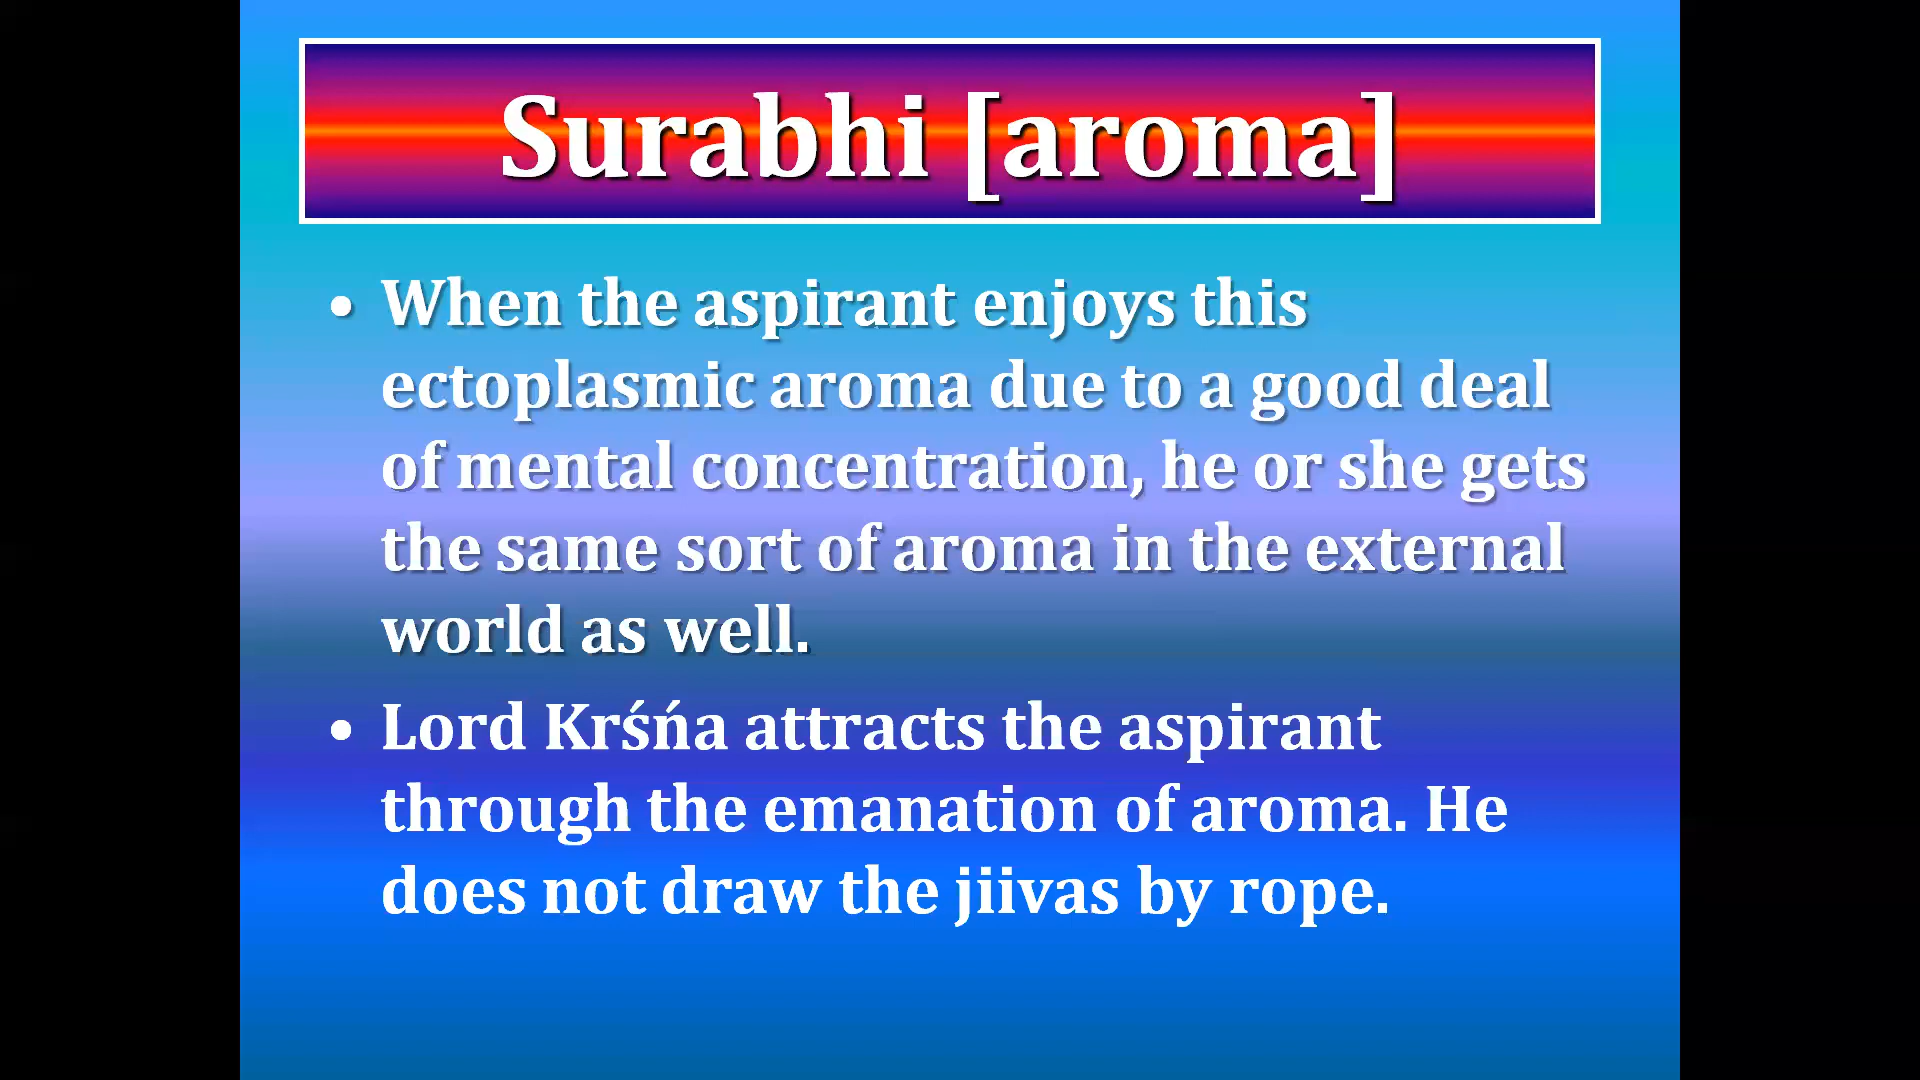 Surabhi [aroma]
• When the aspirant enjoys this
ectoplasmic aroma due to a good deal
of mental concentration, he or she gets
the same sort of aroma in the external
world as well.
• Lord Krśńa attracts the aspirant
through the emanation of aroma. He
does not draw the jiivas by rope.